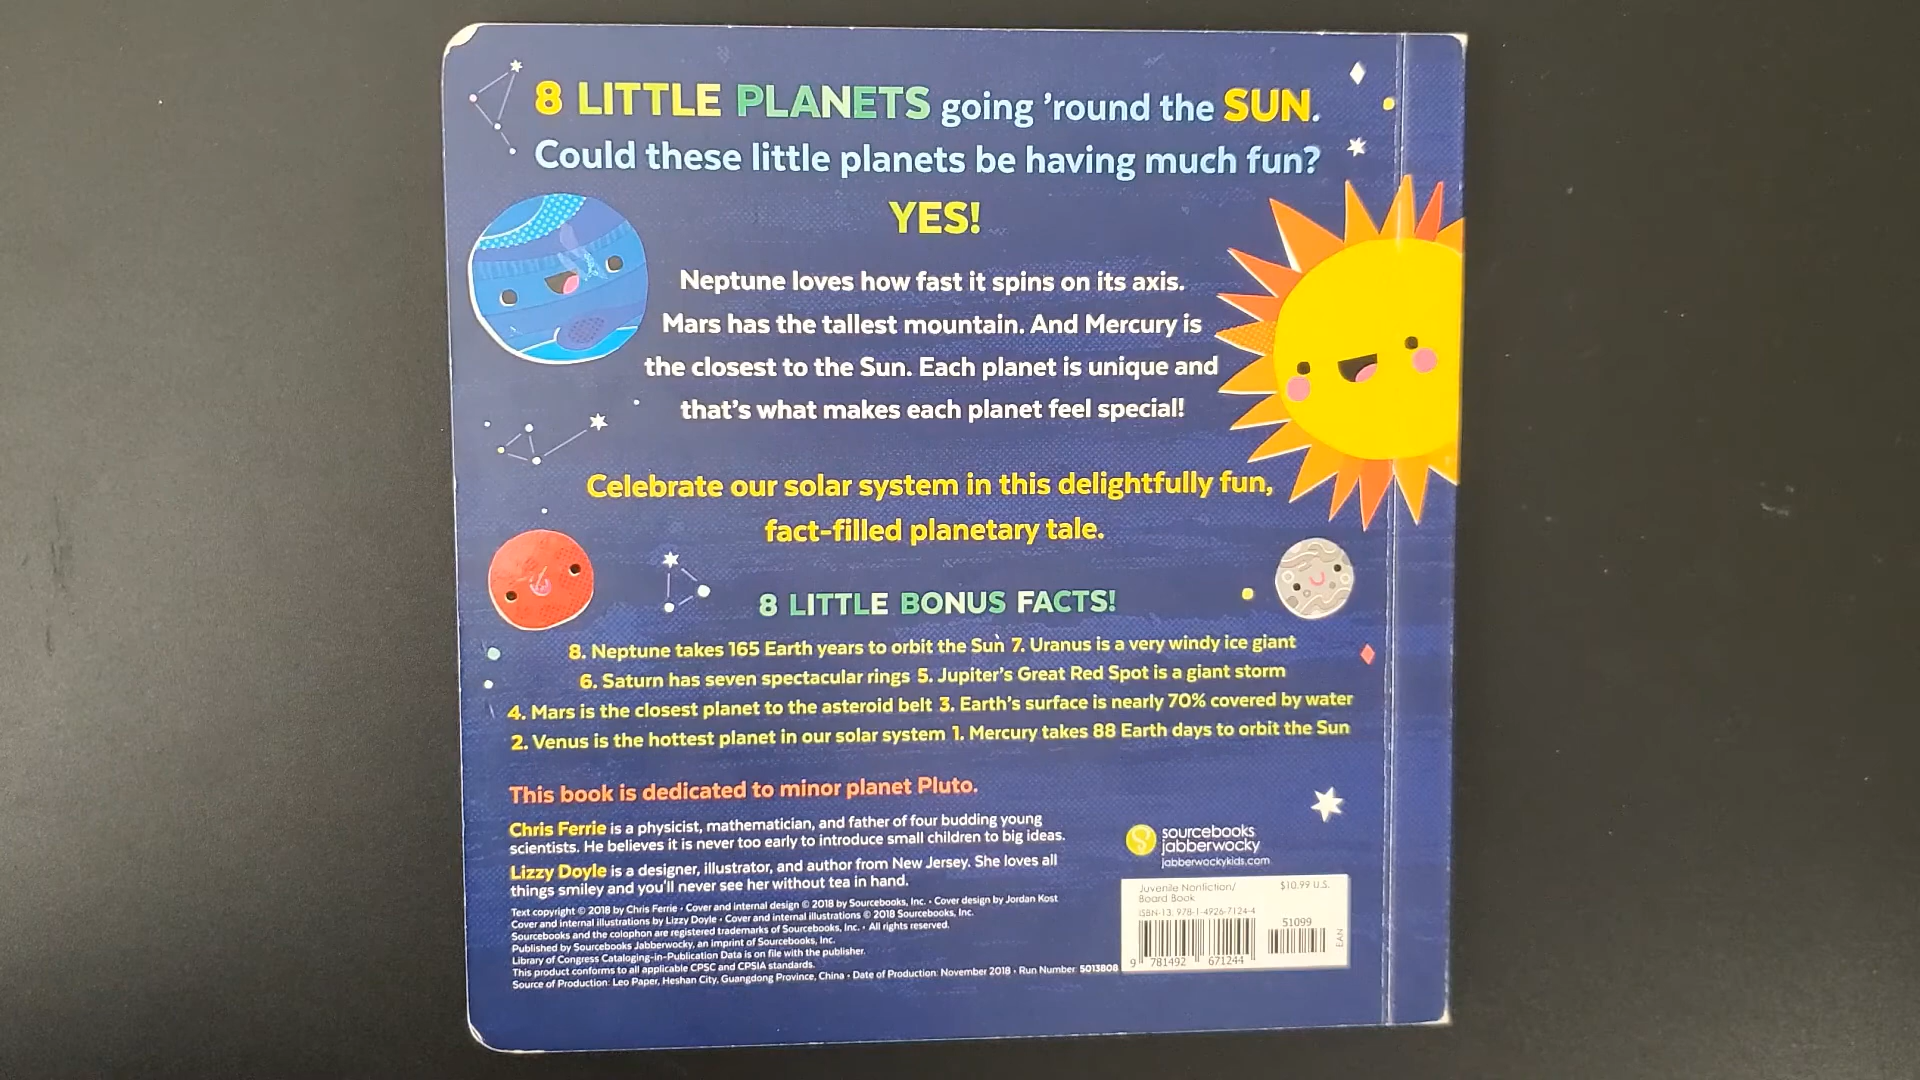 8 LITTLE PLANETS going 'round the SUN.
Could these little planets be having much fun?
YES!
Neptune loves how fast it spins on its axis.
Mars has the tallest mountain. And Mercury is
the closest to the Sun. Each planet is unique and
that's what makes each planet feel special!
Celebrate our solar system in this delightfully fun,
fact-filled planetary tale.
8 LITTLE BONUS FACTS!
8. Neptune takes 165 Earth years to orbit the Sun 7. Uranus is a very windy ice giant
6. Saturn has seven spectacular rings 5. Jupiter's Great Red Spot is a giant storm
4. Mars is the closest planet to the asteroid belt 3. Earth's surface is nearly 70% covered by water
2. Venus is the hottest planet in our solar system 1. Mercury takes 88 Earth days to orbit the Sun
This book is dedicated to minor planet Pluto.
Chris Ferrie is a physicist, mathematician, and father of four budding young
scientists. He believes it is never too early to introduce small children to big ideas.
Lizzy Doyle is a designer, illustrator, and author from New Jersey. She loves all
things smiley and you'll never see her without tea in hand.
Text copyright © 2018 by Chris Ferrie • Cover and internal design © 2018 by Sourcebooks, Inc. • Cover design by Jordan Kost
Cover and internal illustrations by Lizzy Doyle • Cover and internal illustrations © 2018 Sourcebooks, Inc.
Sourcebooks and the colophon are registered trademarks of Sourcebooks, Inc. • All rights reserved.
Published by Sourcebooks Jabberwocky, an imprint of Sourcebooks, Inc.
Library of Congress Cataloging-in-Publication Data is on file with the publisher.
This product conforms to all applicable CPSC and CPSIA standards.
Source of Production: Leo Paper, Heshan City, Guangdong Province, China • Date of Production: November 2018 • Run Number: 5013808
sourcebooks
jabberwocky
jabberwockykids.com
Juvenile Nonfiction/
Board Book
$10.99 U.S.
ISBN-13: 978-1-4926-7124-4
51099
9 781492 671244
EAN